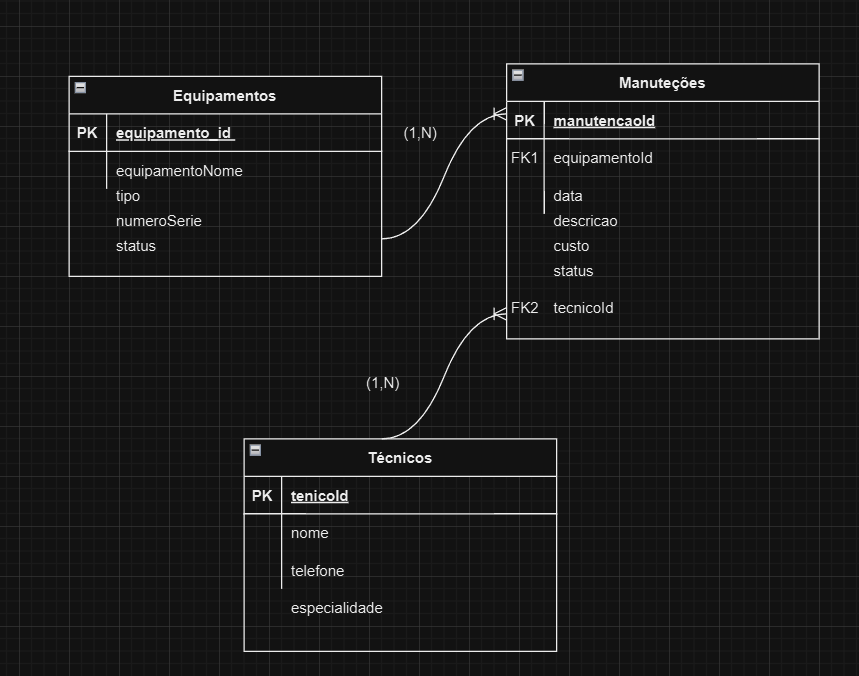 Equipamentos
PK equipamento_id
equipamentoNome
tipo
numeroSerie
status
(1,N)
Manuteções
PK manutencaoId
FK1 equipamentoId
data
descricao
custo
status
FK2 tecnicoId
(1,N)
Técnicos
PK tenicoId
nome
telefone
especialidade